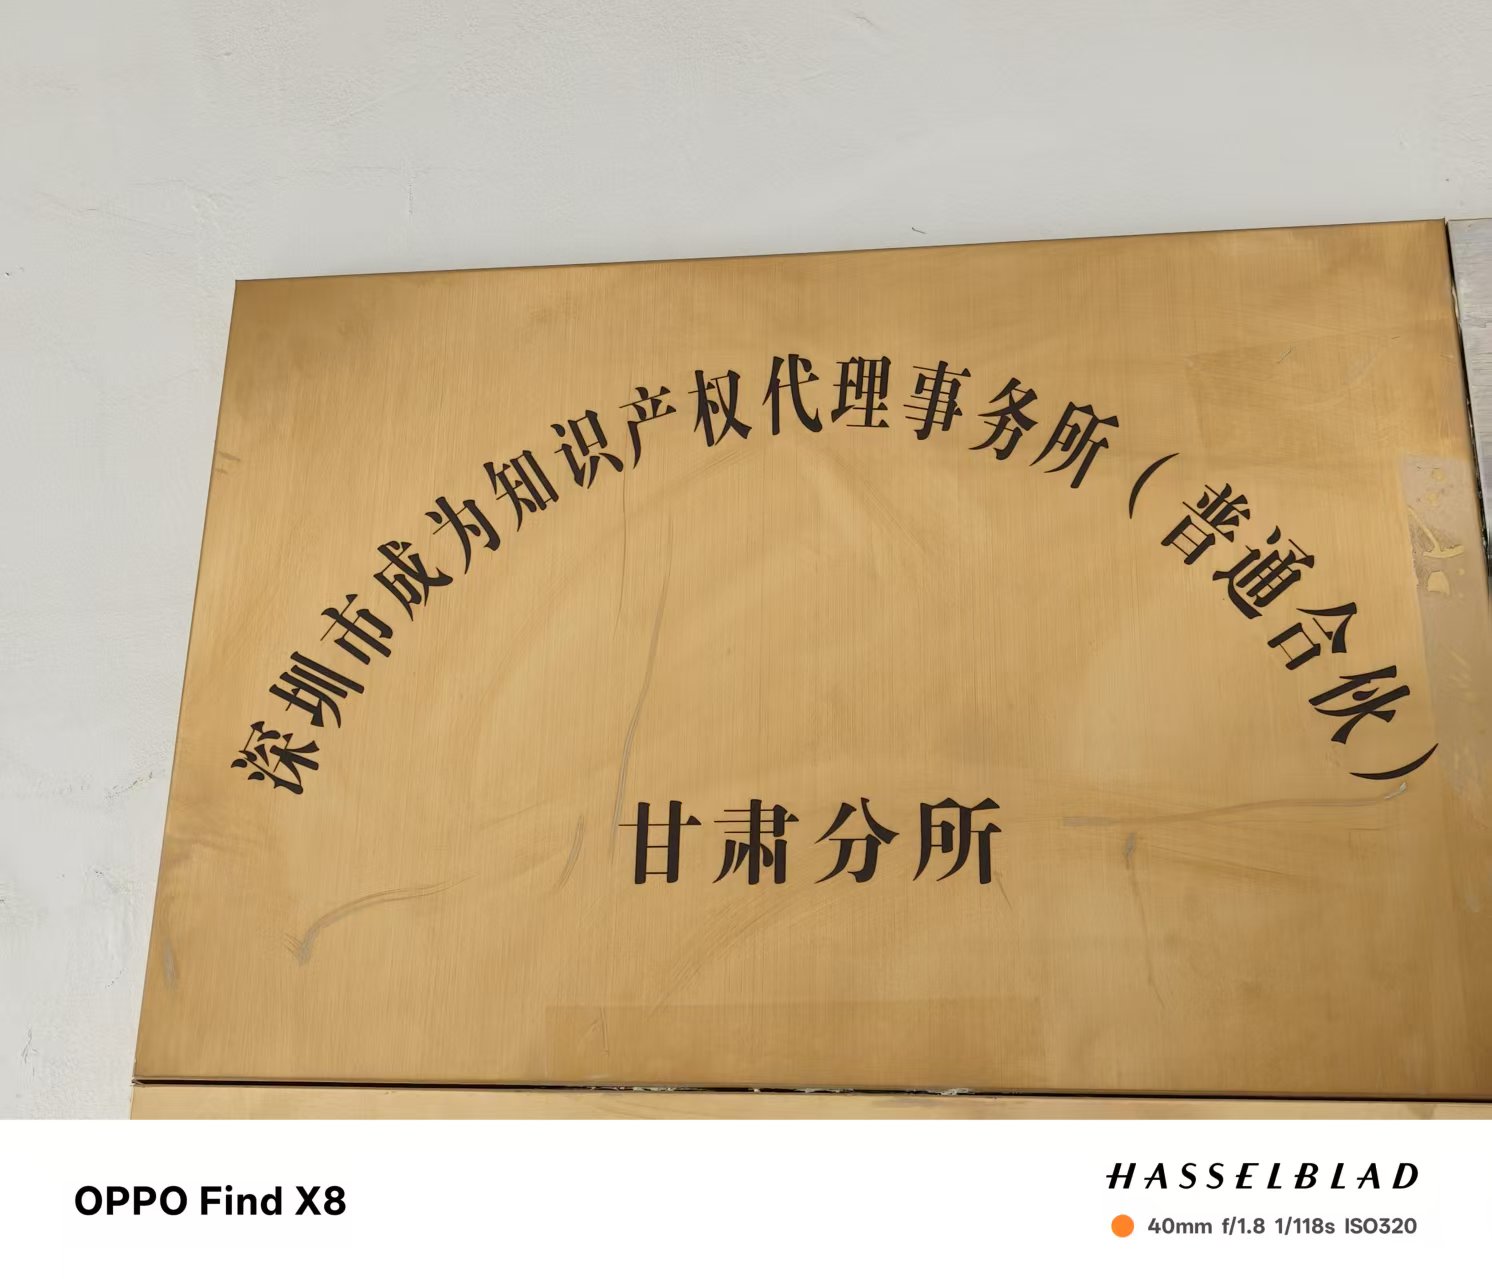 深圳市成为知识产权代理事务所（普通合伙）
甘肃分所
OPPO Find X8
HASSELBLAD
40mm f/1.8 1/118s ISO320